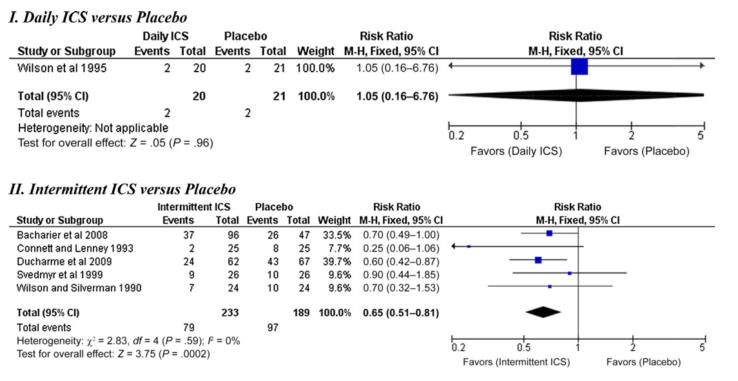 I. Daily ICS versus Placebo
Daily ICS Placebo Risk Ratio Risk Ratio
Study or Subgroup Events Total Events Total Weight M-H, Fixed, 95% CI M-H, Fixed, 95% CI
Wilson et al 1995 2 20 2 21 100.0% 1.05 (0.16–6.76)
Total (95% CI) 20 21 100.0% 1.05 (0.16–6.76)
Total events 2 2
Heterogeneity: Not applicable
Test for overall effect: Z = .05 (P = .96)
0.2 0.5 1 2 5
Favors (Daily ICS) Favors (Placebo)
II. Intermittent ICS versus Placebo
Intermittent ICS Placebo Risk Ratio Risk Ratio
Study or Subgroup Events Total Events Total Weight M-H, Fixed, 95% CI M-H, Fixed, 95% CI
Bacharier et al 2008 37 96 26 47 33.5% 0.70 (0.49–1.00)
Connett and Lenney 1993 2 25 8 25 7.7% 0.25 (0.06–1.06)
Ducharme et al 2009 24 62 43 67 39.7% 0.60 (0.42–0.87)
Svedmyr et al 1999 9 26 10 26 9.6% 0.90 (0.44–1.85)
Wilson and Silverman 1990 7 24 10 24 9.6% 0.70 (0.32–1.53)
Total (95% CI) 233 189 100.0% 0.65 (0.51–0.81)
Total events 79 97
Heterogeneity: χ² = 2.83, df = 4 (P = .59); I² = 0%
Test for overall effect: Z = 3.75 (P = .0002)
0.2 0.5 1 2 5
Favors (Intermittent ICS) Favors (Placebo)